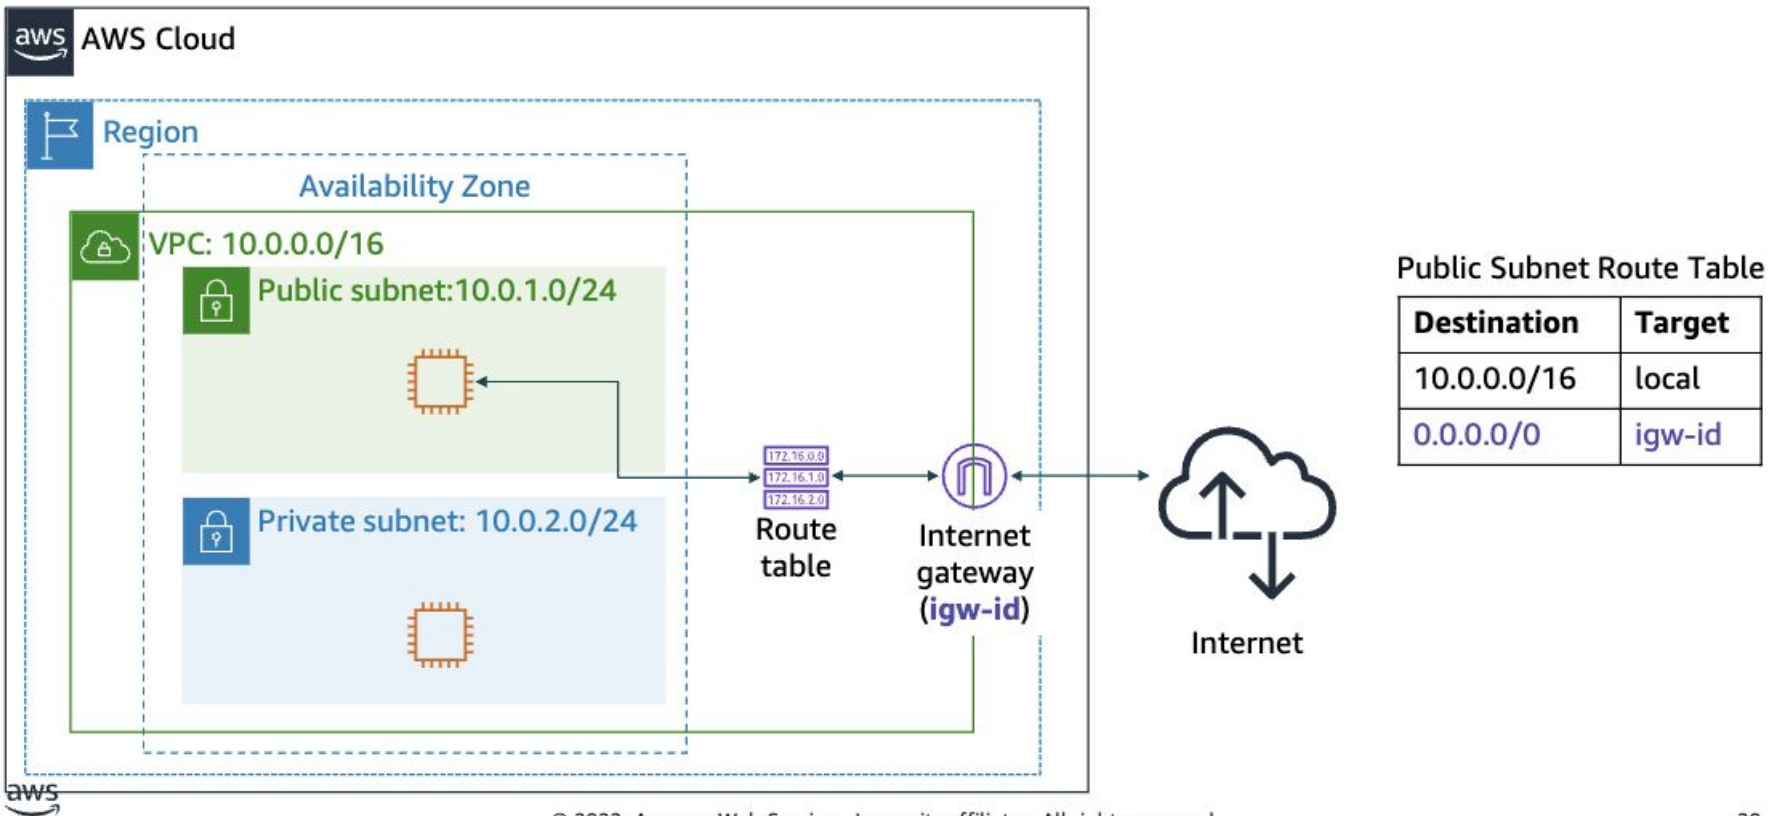 aws AWS Cloud
Region
Availability Zone
VPC: 10.0.0.0/16
Public subnet:10.0.1.0/24
Private subnet: 10.0.2.0/24
172.16.0.0
172.16.1.0
172.16.2.0
Route
table
Internet
gateway
(igw-id)
Internet
Public Subnet Route Table
Destination Target
10.0.0.0/16 local
0.0.0.0/0 igw-id
aws